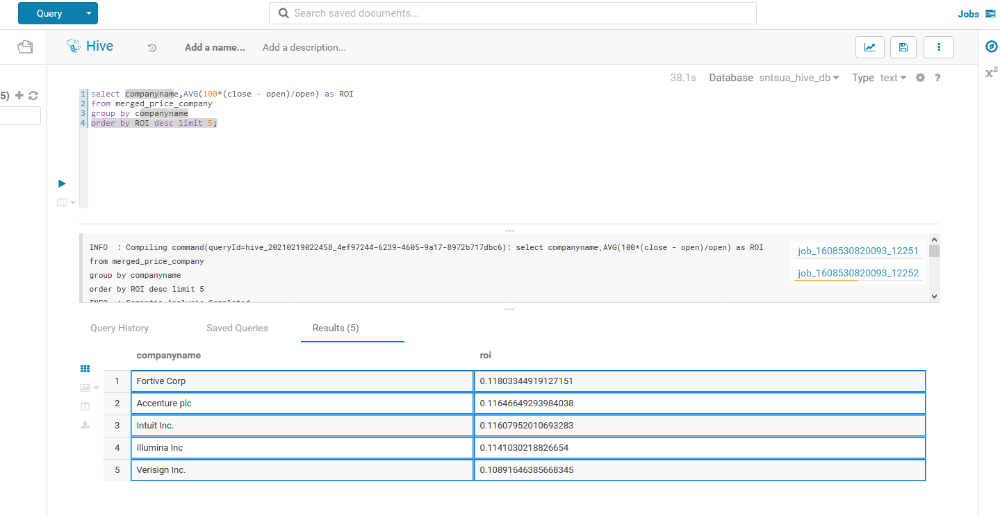 Query
Search saved documents...
Jobs
Hive
Add a name...
Add a description...
5)
38.1s Database sntsua_hive_db Type text ?
x²
1 select companyname,AVG(100*(close - open)/open) as ROI
2 from merged_price_company
3 group by companyname
4 order by ROI desc limit 5;
INFO : Compiling command(queryId=hive_20210219022458_4ef97244-6239-4605-9a17-8972b717dbc6): select companyname,AVG(100*(close - open)/open) as ROI
from merged_price_company
group by companyname
order by ROI desc limit 5
INFO : Semantic Analysis Completed
job_1608530820093_12251
job_1608530820093_12252
Query History Saved Queries Results (5)
companyname roi
1 Fortive Corp 0.11803344919127151
2 Accenture plc 0.11646649293984038
3 Intuit Inc. 0.11607952010693283
4 Illumina Inc 0.1141030218826654
5 Verisign Inc. 0.10891646385668345